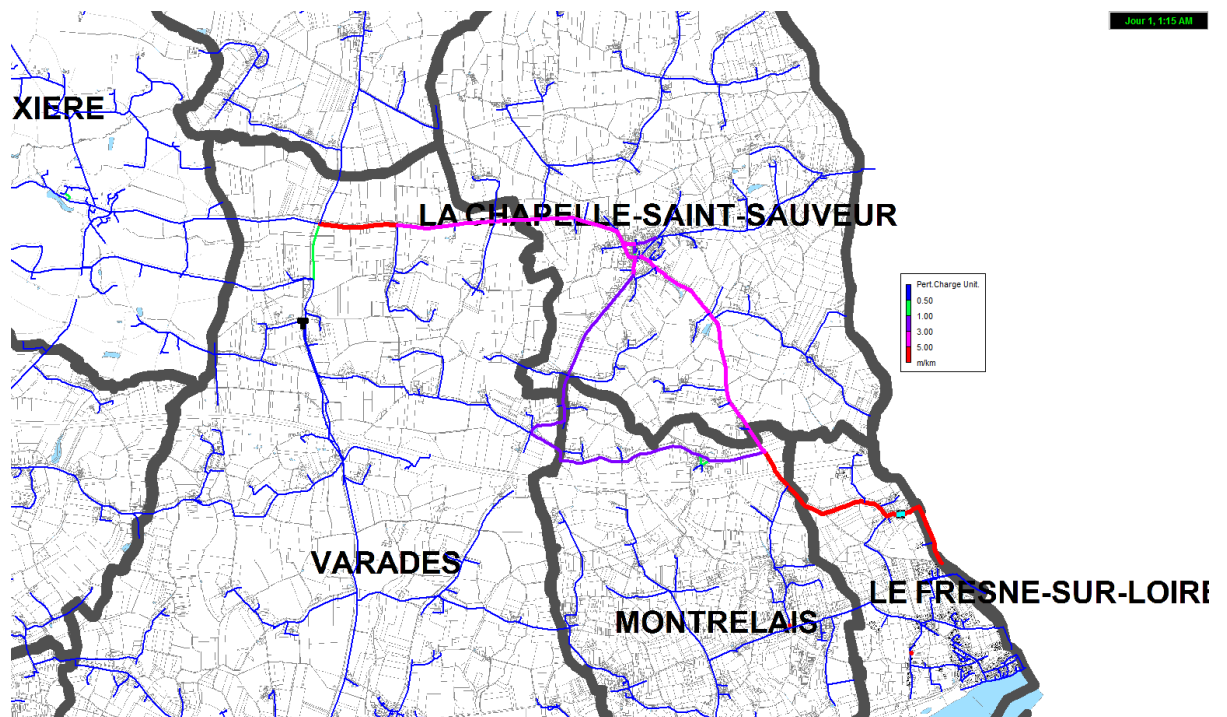 Jour 1, 1:15 AM
XIERE
LA CHAPELLE-SAINT-SAUVEUR
Pert.Charge Unit.
0.50
1.00
3.00
5.00
m/km
VARADES
LE FRESNE-SUR-LOIRE
MONTRELAIS